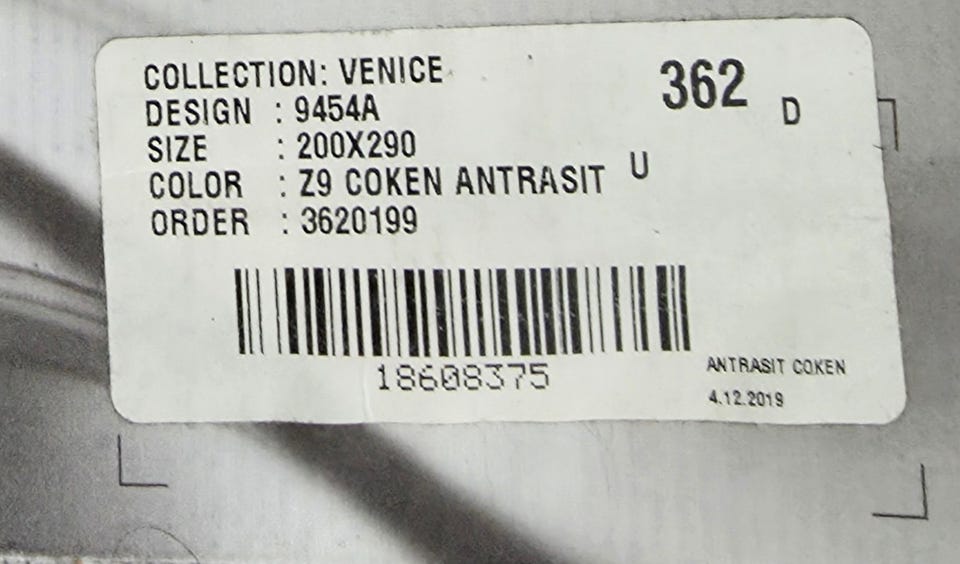 COLLECTION: VENICE
362 D
DESIGN : 9454A
SIZE : 200X290
COLOR : Z9 COKEN ANTRASIT U
ORDER : 3620199
18608375
ANTRASIT COKEN
4.12.2019